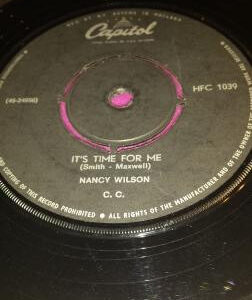 Capitol
(45-24950)
HFC 1039
IT'S TIME FOR ME
(Smith - Maxwell)
NANCY WILSON
C. C.
COPYING OF THIS RECORD PROHIBITED ● ALL RIGHTS OF THE MANUFACTURER AND OF THE OWNER